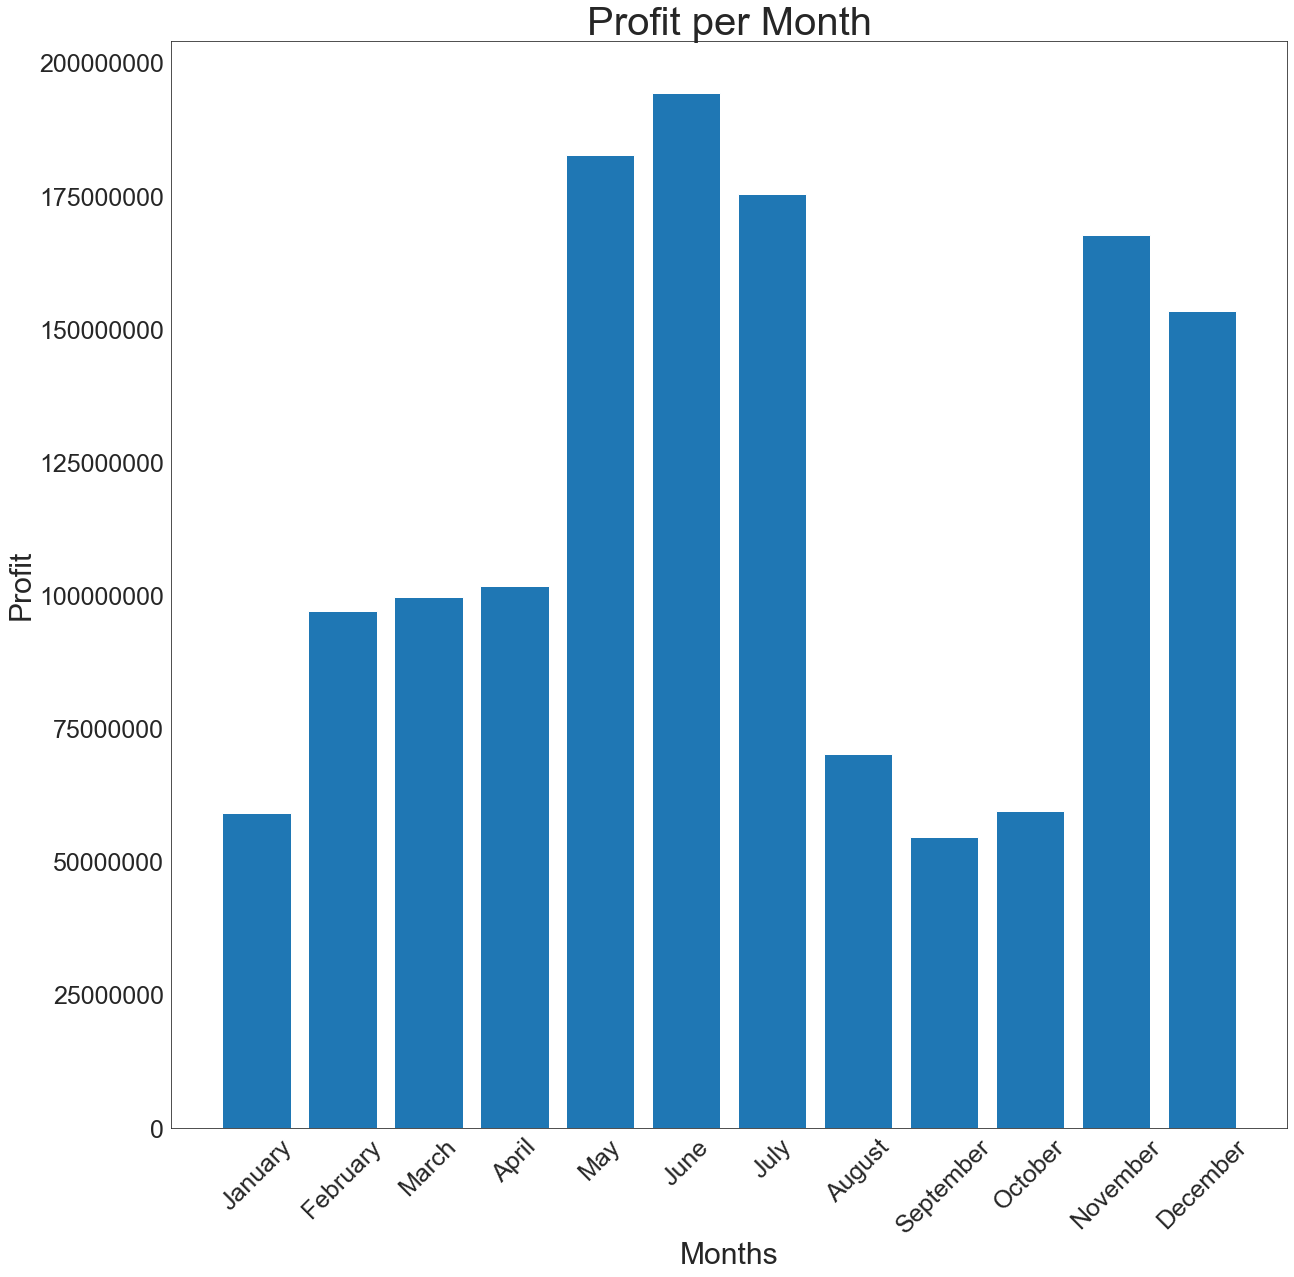 Profit per Month
200000000
175000000
150000000
125000000
100000000
75000000
50000000
25000000
0
Profit
January
February
March
April
May
June
July
August
September
October
November
December
Months